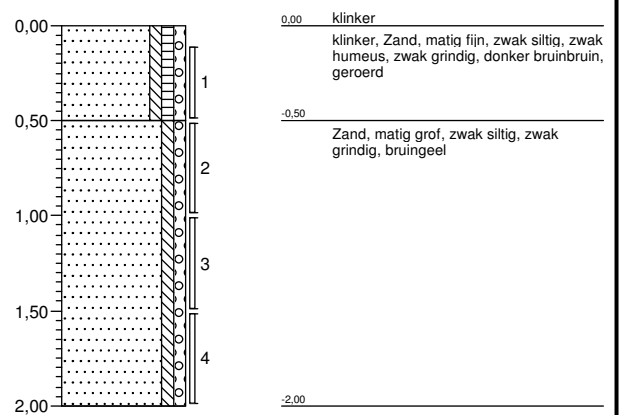 0,00
0,50
1,00
1,50
2,00
1
2
3
4
0,00 klinker
klinker, Zand, matig fijn, zwak siltig, zwak
humeus, zwak grindig, donker bruinbruin,
geroerd
-0,50
Zand, matig grof, zwak siltig, zwak
grindig, bruingeel
-2,00